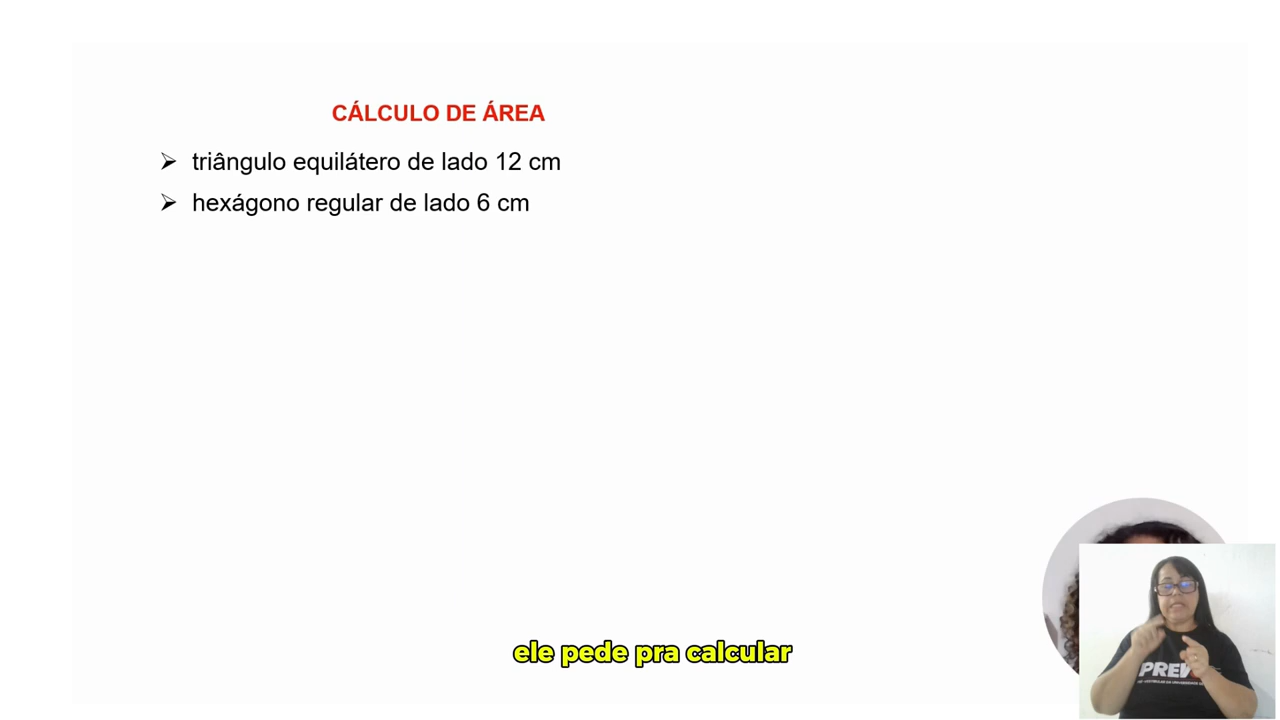 CÁLCULO DE ÁREA
➢ triângulo equilátero de lado 12 cm
➢ hexágono regular de lado 6 cm
ele pede pra calcular